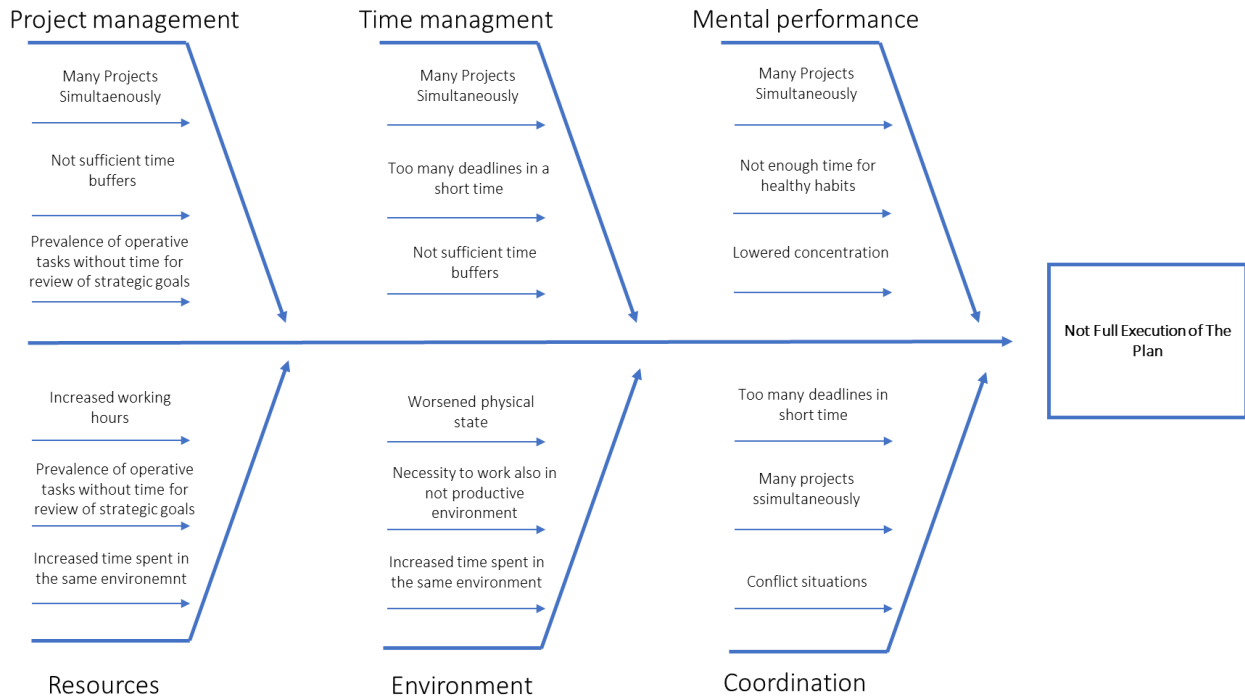 Project management
Many Projects
Simultaenously
Not sufficient time
buffers
Prevalence of operative
tasks without time for
review of strategic goals
Time managment
Many Projects
Simultaneously
Too many deadlines in a
short time
Not sufficient time
buffers
Mental performance
Many Projects
Simultaneously
Not enough time for
healthy habits
Lowered concentration
Not Full Execution of The
Plan
Increased working
hours
Prevalence of operative
tasks without time for
review of strategic goals
Increased time spent in
the same environemnt
Resources
Worsened physical
state
Necessity to work also in
not productive
environment
Increased time spent in
the same environment
Environment
Too many deadlines in
short time
Many projects
ssimultaneously
Conflict situations
Coordination